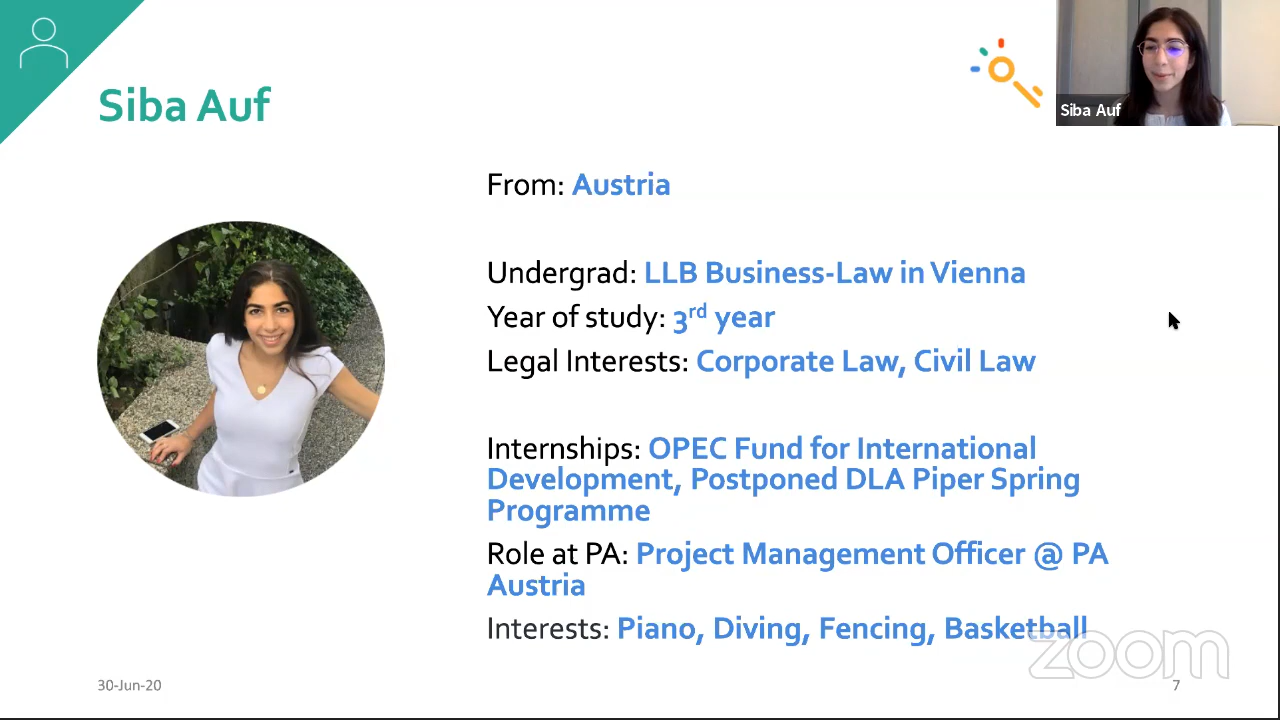 Siba Auf
Siba Auf
From: Austria
Undergrad: LLB Business-Law in Vienna
Year of study: 3rd year
Legal Interests: Corporate Law, Civil Law
Internships: OPEC Fund for International
Development, Postponed DLA Piper Spring
Programme
Role at PA: Project Management Officer @ PA
Austria
Interests: Piano, Diving, Fencing, Basketball
zoom
30-Jun-20
7